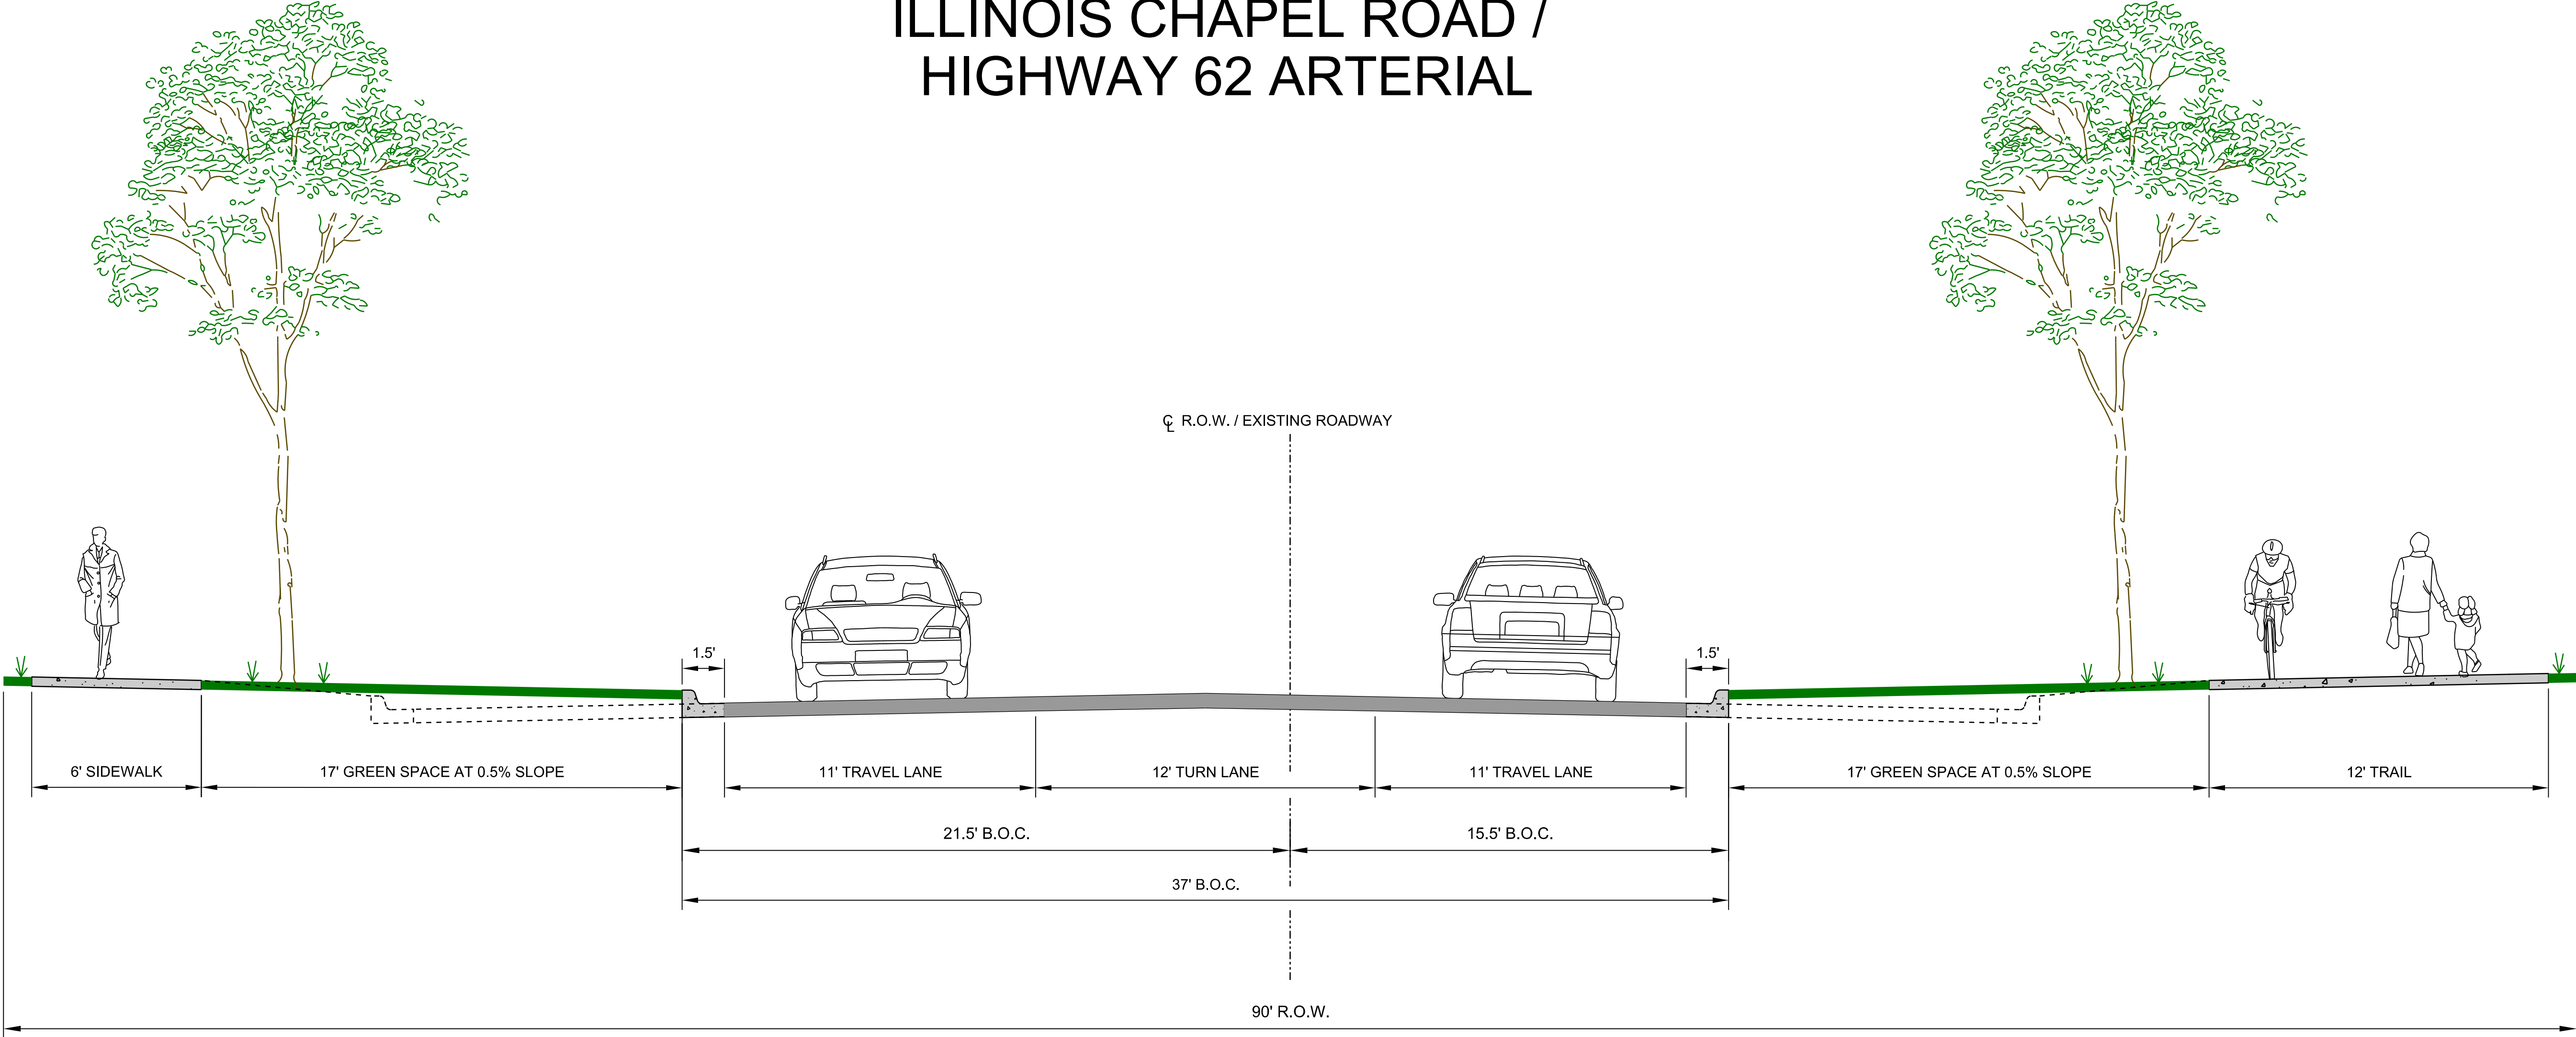 ILLINOIS CHAPEL ROAD /
HIGHWAY 62 ARTERIAL
℄ R.O.W. / EXISTING ROADWAY
1.5'
1.5'
6' SIDEWALK
17' GREEN SPACE AT 0.5% SLOPE
11' TRAVEL LANE
12' TURN LANE
11' TRAVEL LANE
17' GREEN SPACE AT 0.5% SLOPE
12' TRAIL
21.5' B.O.C.
15.5' B.O.C.
37' B.O.C.
90' R.O.W.